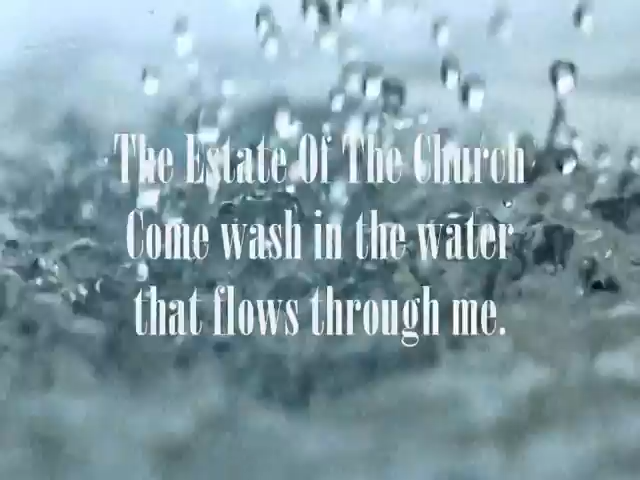 The Estate Of The Church
Come wash in the water
that flows through me.